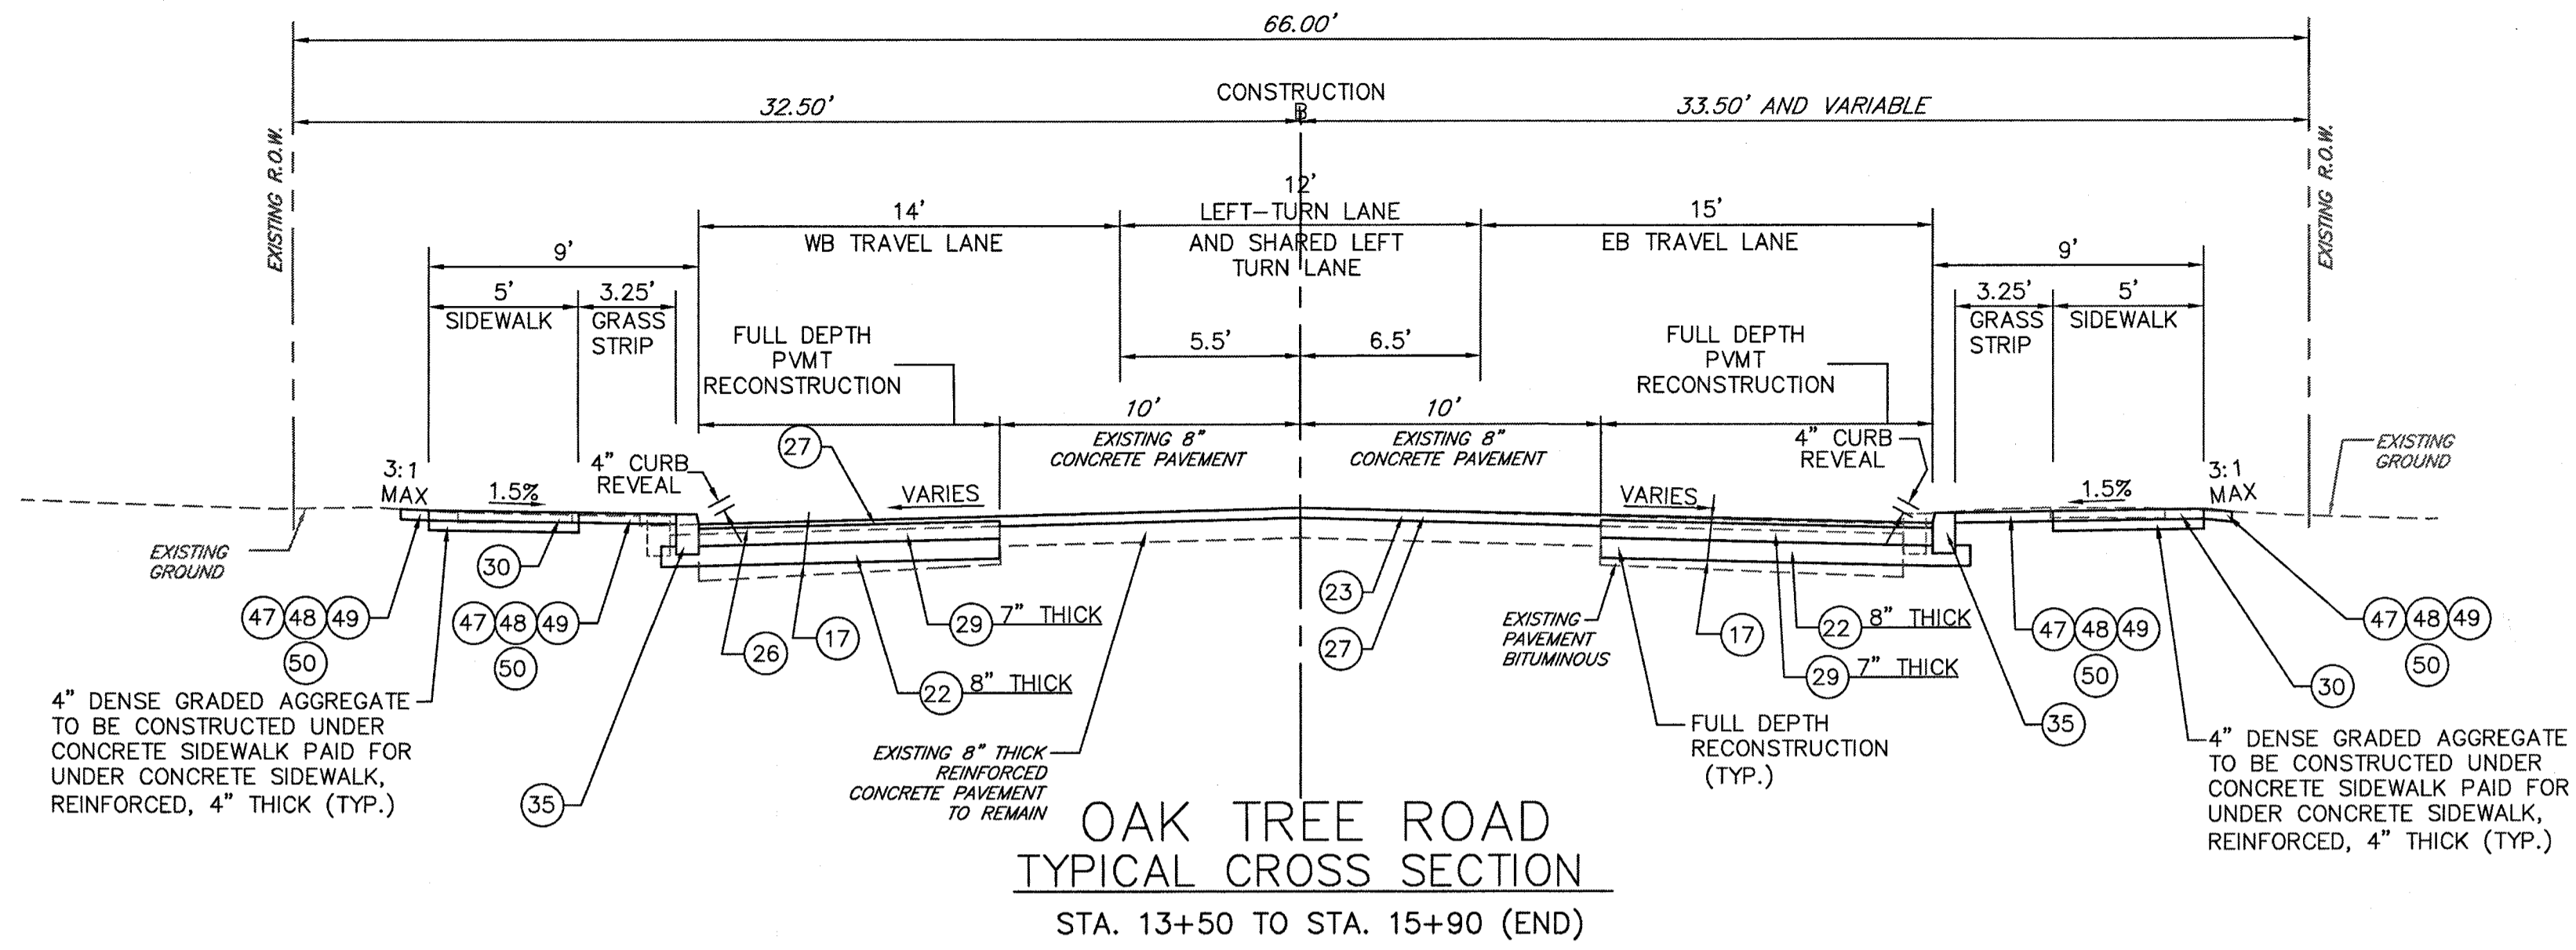 66.00'
CONSTRUCTION
B
32.50'
33.50' AND VARIABLE
EXISTING R.O.W.
EXISTING R.O.W.
12'
14'
LEFT-TURN LANE
15'
WB TRAVEL LANE
AND SHARED LEFT
TURN LANE
EB TRAVEL LANE
9'
9'
5'
3.25'
SIDEWALK
GRASS
STRIP
3.25'
5'
GRASS
STRIP
SIDEWALK
FULL DEPTH
PVMT
RECONSTRUCTION
5.5'
6.5'
FULL DEPTH
PVMT
RECONSTRUCTION
10'
10'
EXISTING 8"
CONCRETE PAVEMENT
EXISTING 8"
CONCRETE PAVEMENT
27
4" CURB
REVEAL
4" CURB
REVEAL
EXISTING
GROUND
3:1
MAX
1.5%
VARIES
VARIES
1.5%
3:1
MAX
EXISTING
GROUND
30
47 48 49
50
47 48 49
50
26
17
29 7" THICK
22 8" THICK
23
27
EXISTING
PAVEMENT
BITUMINOUS
17
22 8" THICK
29 7" THICK
47 48 49
50
47 48 49
50
30
35
4" DENSE GRADED AGGREGATE
TO BE CONSTRUCTED UNDER
CONCRETE SIDEWALK PAID FOR
UNDER CONCRETE SIDEWALK,
REINFORCED, 4" THICK (TYP.)
35
EXISTING 8" THICK
REINFORCED
CONCRETE PAVEMENT
TO REMAIN
FULL DEPTH
RECONSTRUCTION
(TYP.)
4" DENSE GRADED AGGREGATE
TO BE CONSTRUCTED UNDER
CONCRETE SIDEWALK PAID FOR
UNDER CONCRETE SIDEWALK,
REINFORCED, 4" THICK (TYP.)
OAK TREE ROAD
TYPICAL CROSS SECTION
STA. 13+50 TO STA. 15+90 (END)